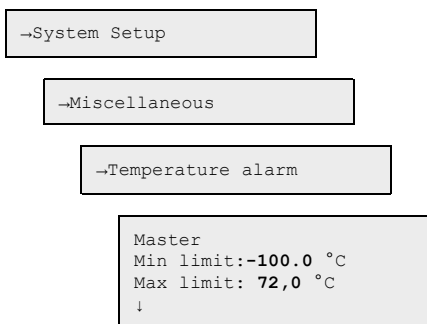 →System Setup
→Miscellaneous
→Temperature alarm
Master
Min limit:-100.0 °C
Max limit: 72,0 °C
↓